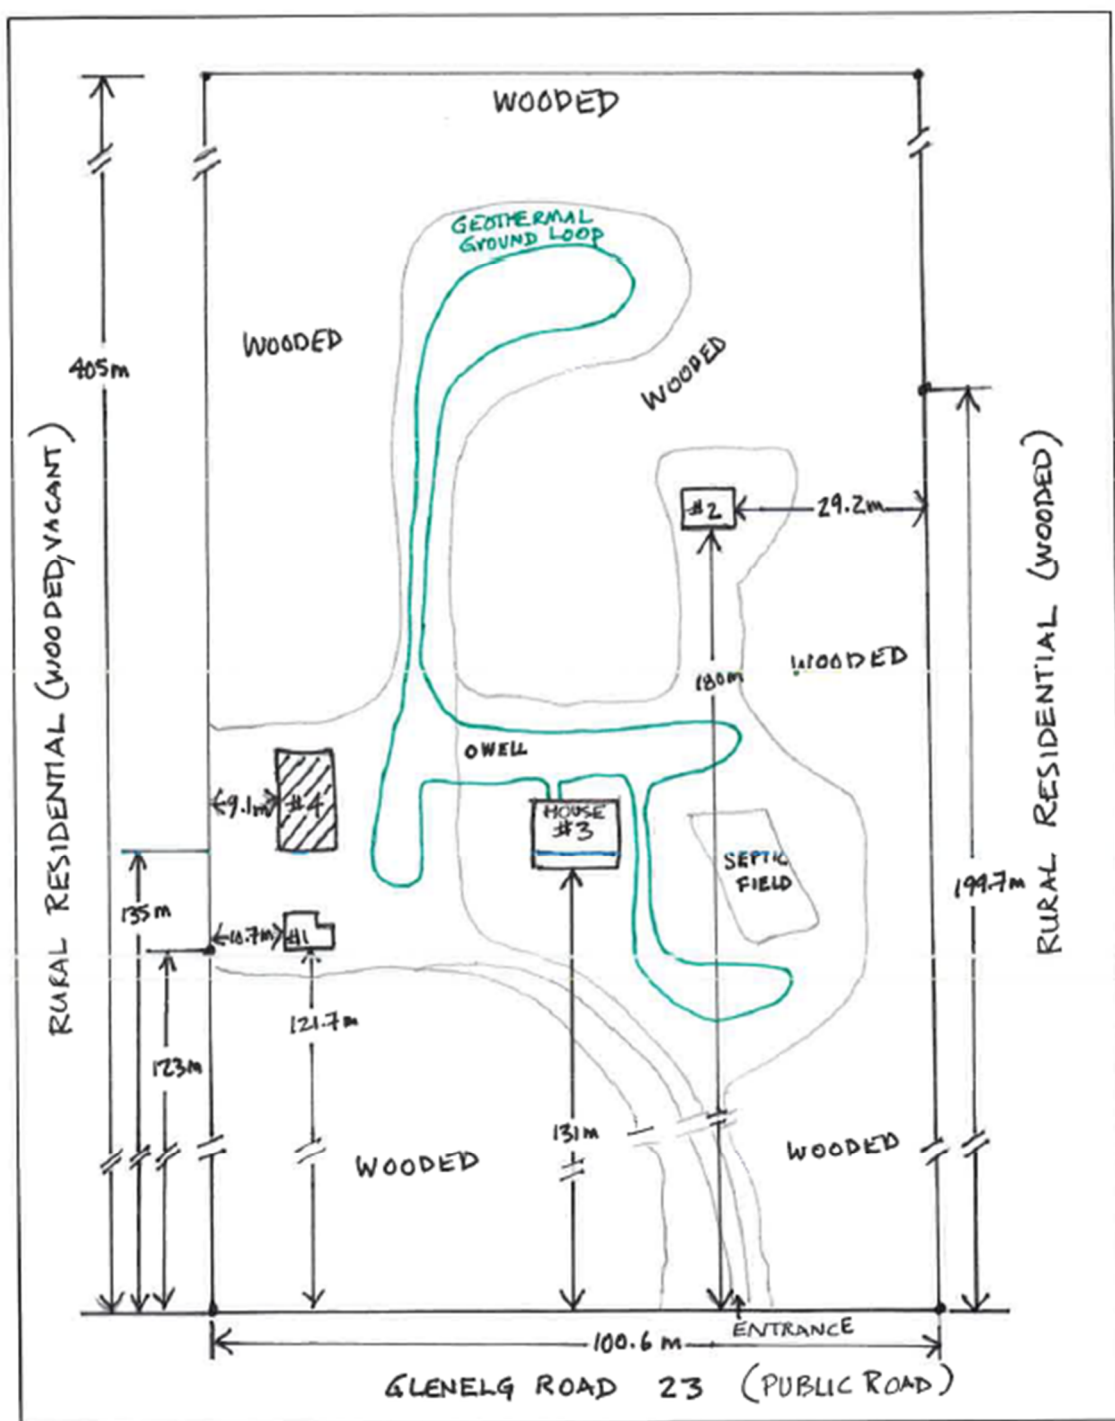 WOODED
GEOTHERMAL
GROUND LOOP
WOODED
WOODED
405m
RURAL RESIDENTIAL (WOODED, VACANT)
#2
29.2m
RURAL RESIDENTIAL (WOODED)
WOODED
180m
OWELL
9.1m
#4
HOUSE
#3
SEPTIC
FIELD
199.7m
135m
10.7m
#1
121.7m
123m
131m
WOODED
WOODED
ENTRANCE
100.6 m
GLENELG ROAD 23 (PUBLIC ROAD)